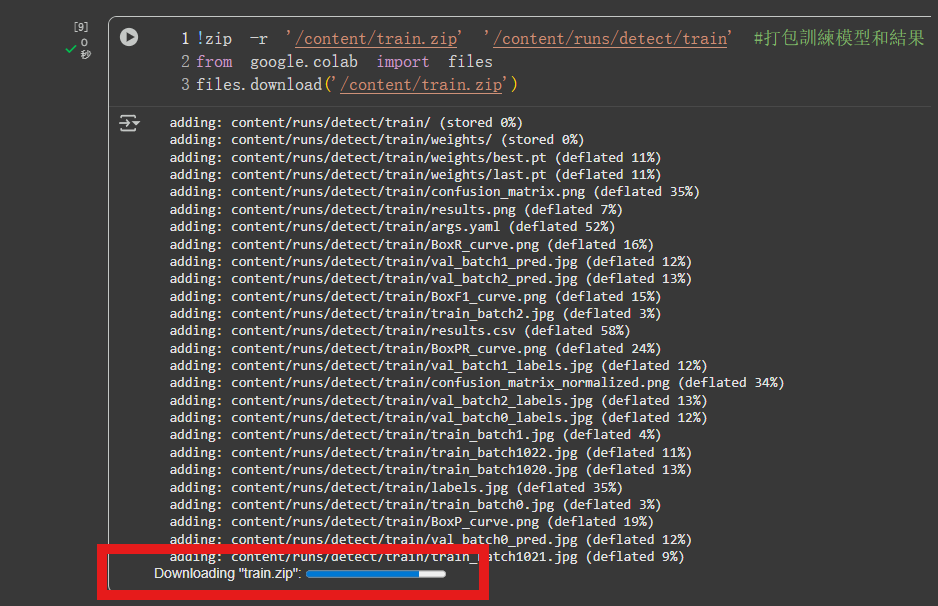 [9]
0
秒
1 !zip -r '/content/train.zip' '/content/runs/detect/train' #打包訓練模型和結果
2 from google.colab import files
3 files.download('/content/train.zip')
adding: content/runs/detect/train/ (stored 0%)
adding: content/runs/detect/train/weights/ (stored 0%)
adding: content/runs/detect/train/weights/best.pt (deflated 11%)
adding: content/runs/detect/train/weights/last.pt (deflated 11%)
adding: content/runs/detect/train/confusion_matrix.png (deflated 35%)
adding: content/runs/detect/train/results.png (deflated 7%)
adding: content/runs/detect/train/args.yaml (deflated 52%)
adding: content/runs/detect/train/BoxR_curve.png (deflated 16%)
adding: content/runs/detect/train/val_batch1_pred.jpg (deflated 12%)
adding: content/runs/detect/train/val_batch2_pred.jpg (deflated 13%)
adding: content/runs/detect/train/BoxF1_curve.png (deflated 15%)
adding: content/runs/detect/train/train_batch2.jpg (deflated 3%)
adding: content/runs/detect/train/results.csv (deflated 58%)
adding: content/runs/detect/train/BoxPR_curve.png (deflated 24%)
adding: content/runs/detect/train/val_batch1_labels.jpg (deflated 12%)
adding: content/runs/detect/train/confusion_matrix_normalized.png (deflated 34%)
adding: content/runs/detect/train/val_batch2_labels.jpg (deflated 13%)
adding: content/runs/detect/train/val_batch0_labels.jpg (deflated 12%)
adding: content/runs/detect/train/train_batch1.jpg (deflated 4%)
adding: content/runs/detect/train/train_batch1022.jpg (deflated 11%)
adding: content/runs/detect/train/train_batch1020.jpg (deflated 13%)
adding: content/runs/detect/train/labels.jpg (deflated 35%)
adding: content/runs/detect/train/train_batch0.jpg (deflated 3%)
adding: content/runs/detect/train/BoxP_curve.png (deflated 19%)
adding: content/runs/detect/train/val_batch0_pred.jpg (deflated 12%)
adding: content/runs/detect/train/train_batch1021.jpg (deflated 9%)
Downloading "train.zip":